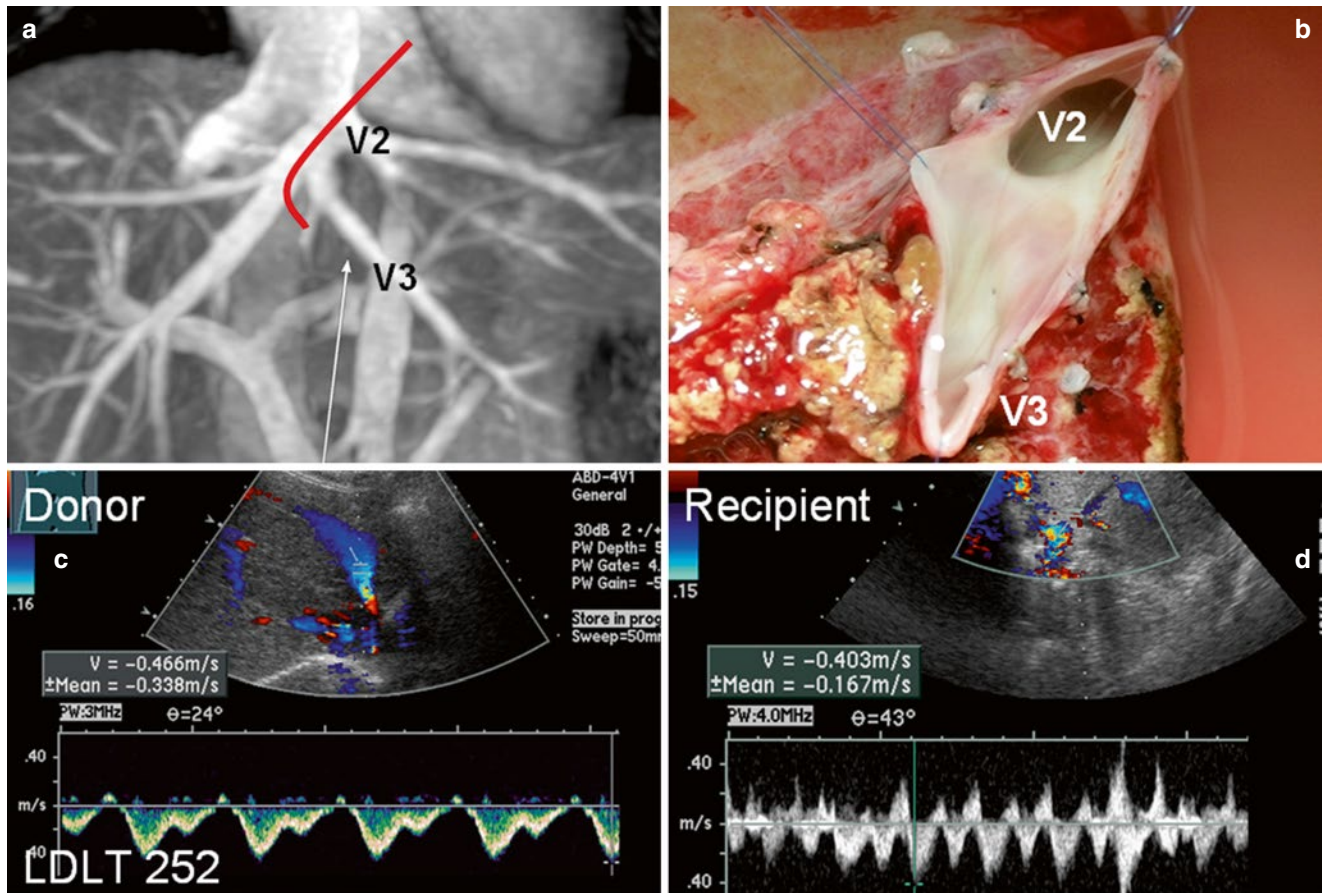 a
V2
V3
b
V2
V3
Donor
c
.16
ABD-4V1
General
30dB 2
PW Depth= 5
PW Gate= 4.
PW Gain= -5
Store in prog
Sweep=50mm
V = -0.466m/s
±Mean = -0.338m/s
PW:3MHz θ=24°
.40
m/s
.40
LDLT 252
Recipient
d
.15
V = -0.403m/s
±Mean = -0.167m/s
PW:4.0MHz θ=43°
.40
m/s
.40